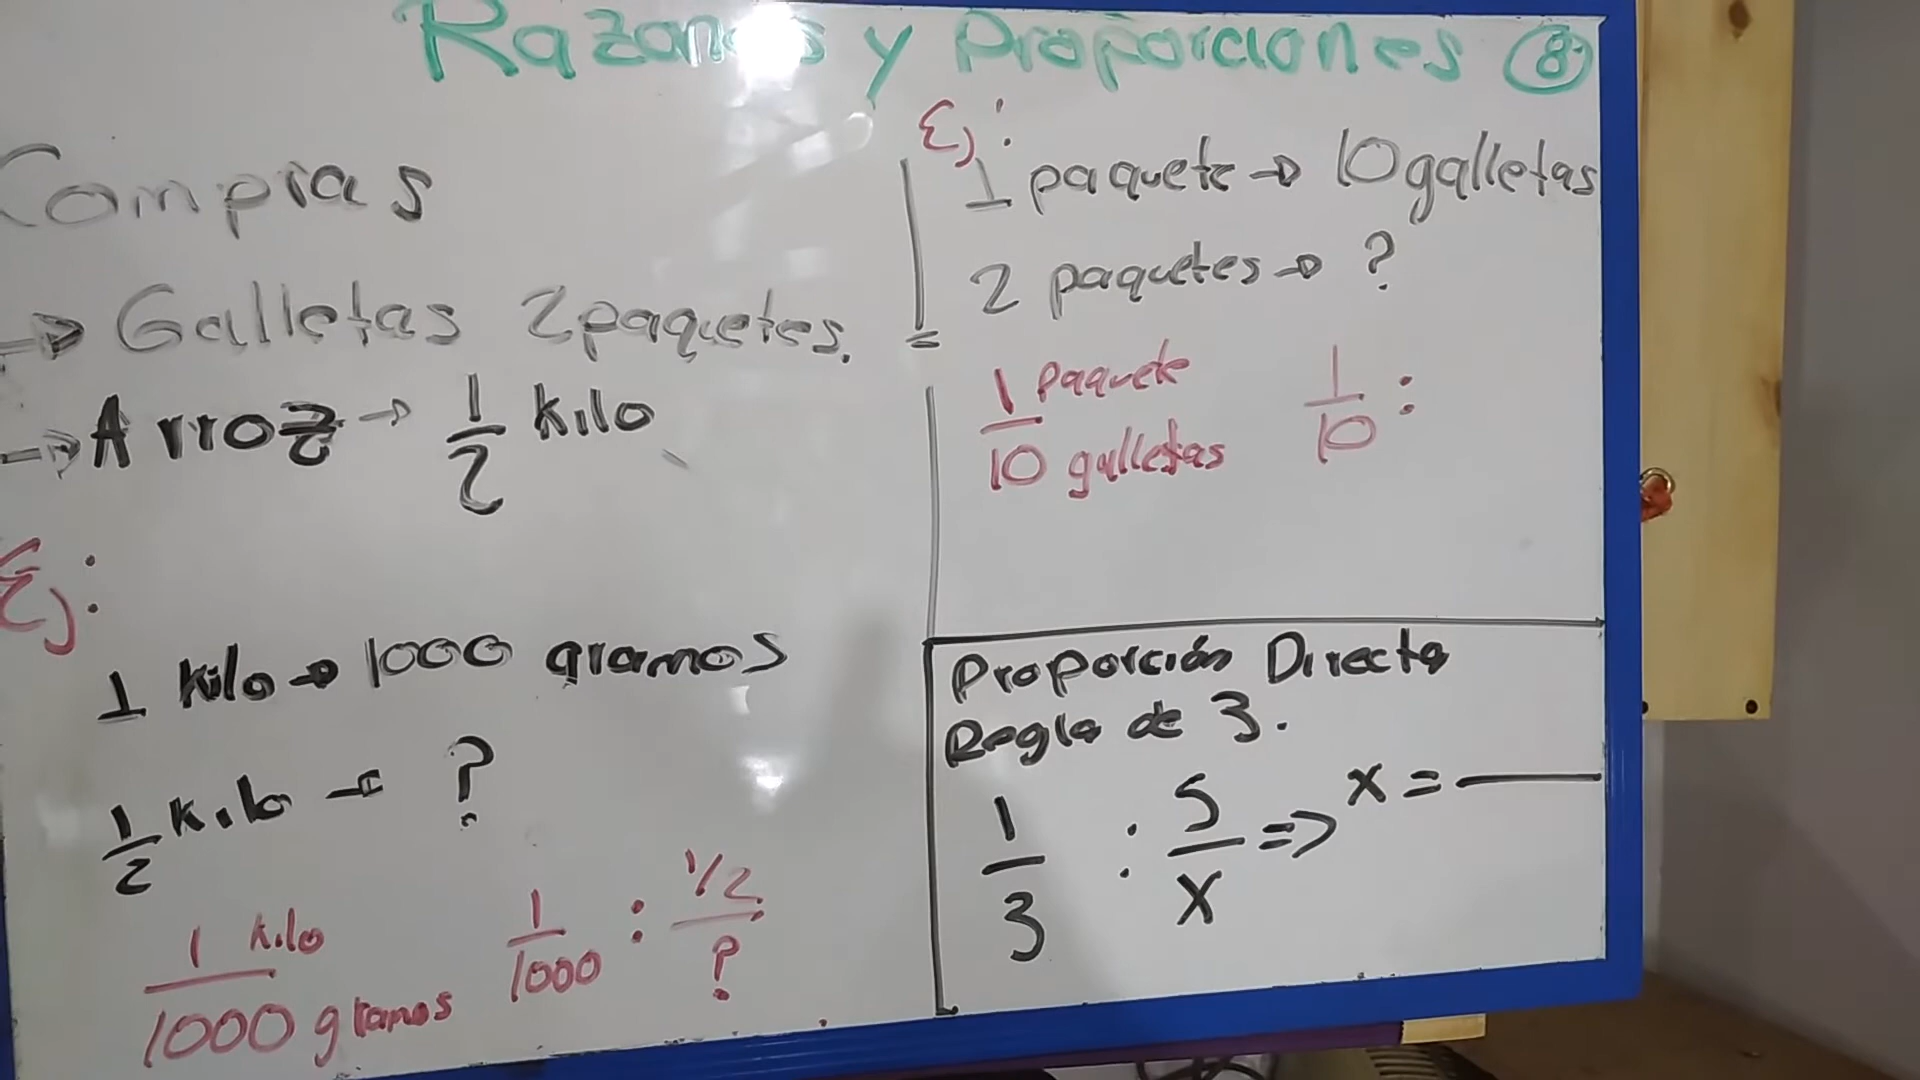 Razones y Proporciones 8
Compras
→ Galletas 2 paquetes.
→ Arroz → 1/2 kilo
Ej:
1 kilo → 1000 gramos
1/2 kilo → ?
1 kilo / 1000 gramos
1/1000 : 1/2 / ?
Ej:
1 paquete → 10 galletas
2 paquetes → ?
1 paquete / 10 galletas
1/10 :
Proporción Directa
Regla de 3.
1/3 : 5/x => x = —